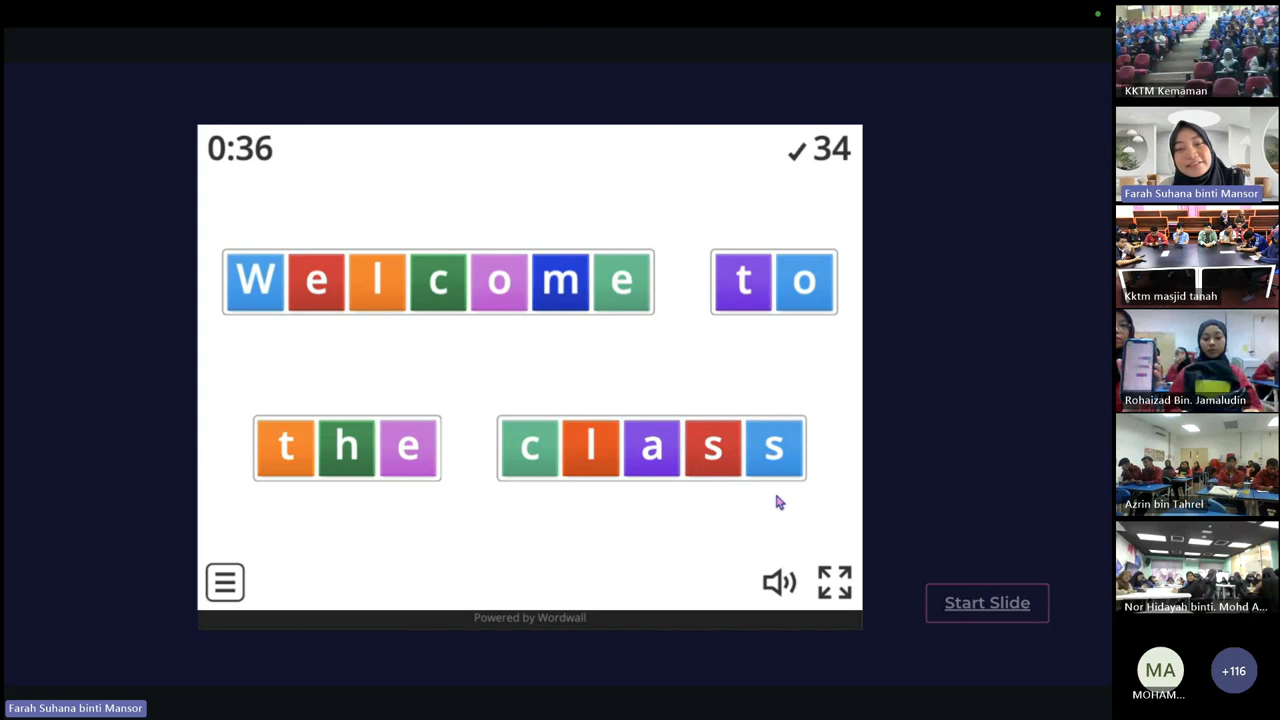 0:36
34
Welcome to
the class
Powered by Wordwall
Start Slide
Farah Suhana binti Mansor
KKTM Kemaman
Farah Suhana binti Mansor
Kktm masjid tanah
Rohaizad Bin. Jamaludin
Azrin bin Tahrel
Nor Hidayah binti. Mohd A...
MA
MOHAM...
+116